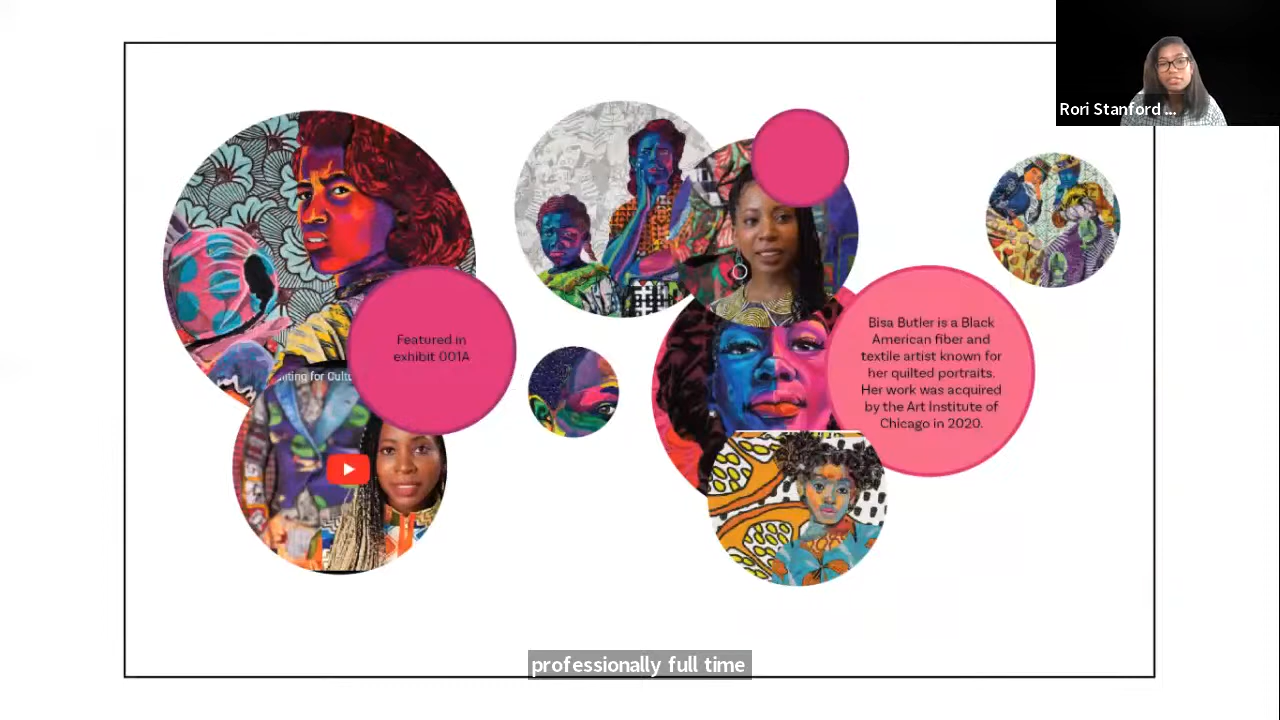 Rori Stanford ...
Featured in
exhibit 001A
Bisa Butler is a Black
American fiber and
textile artist known for
her quilted portraits.
Her work was acquired
by the Art Institute of
Chicago in 2020.
for
professionally full time